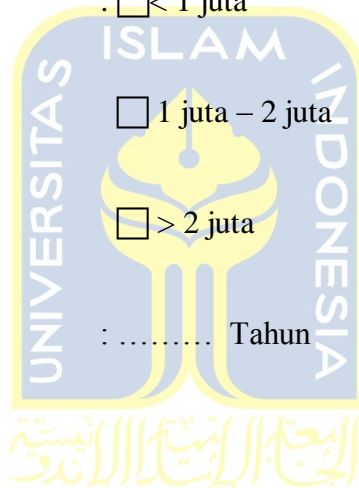 : □ < 1 juta
ISLAM
UNIVERSITAS
INDONESIA
□ 1 juta – 2 juta
□ > 2 juta
: ……… Tahun